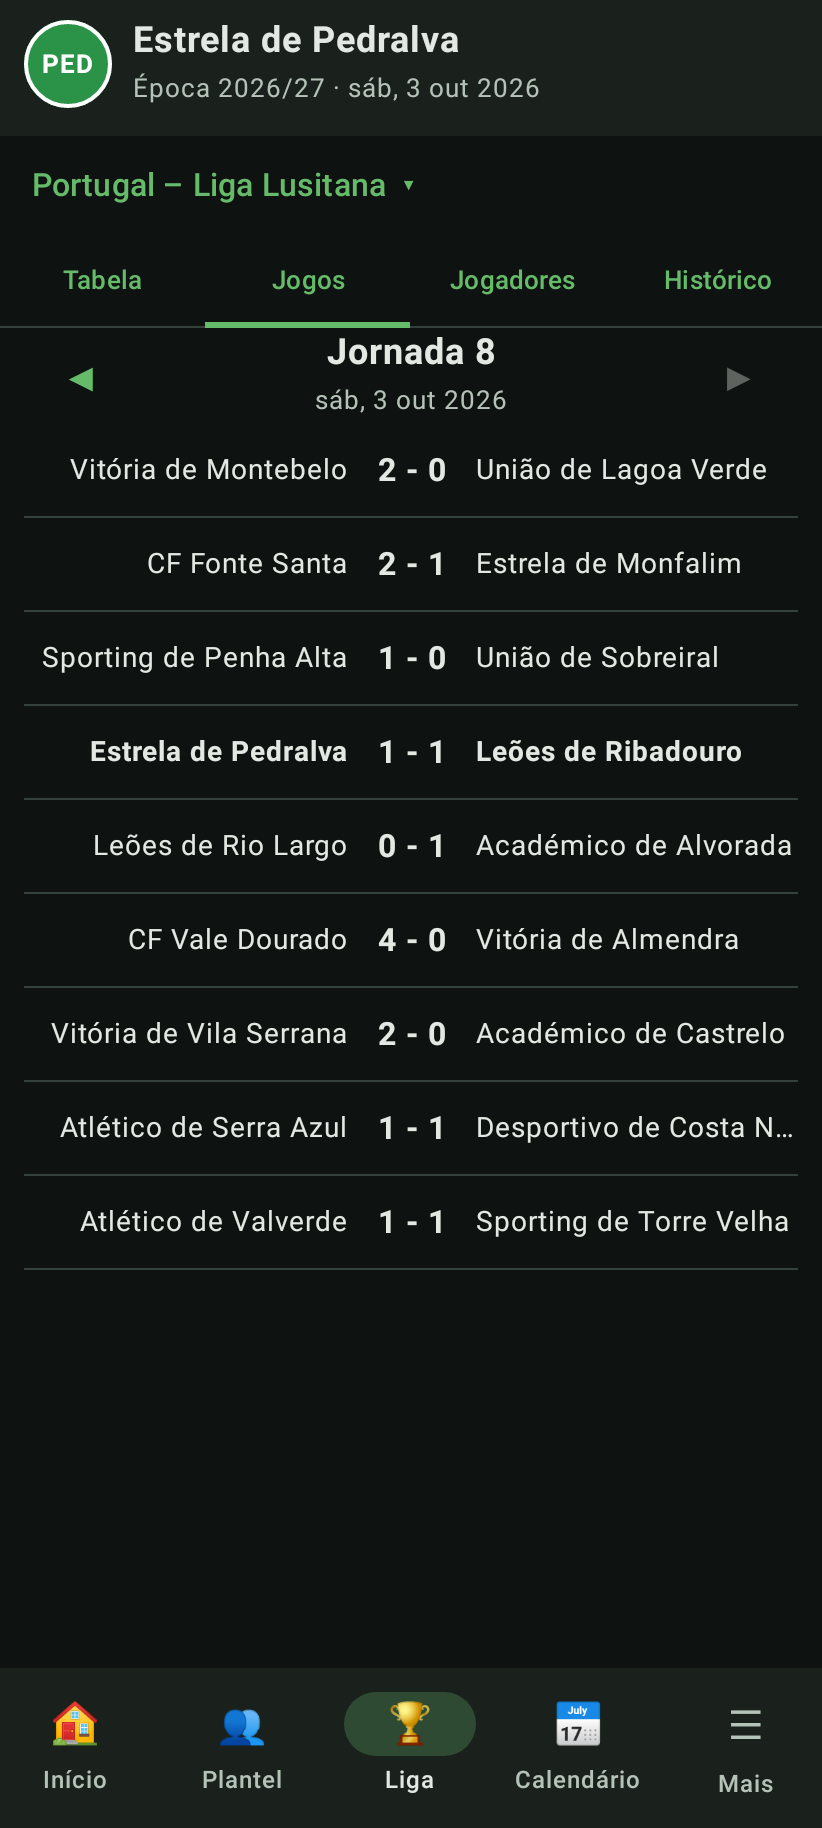 PED
Estrela de Pedralva
Época 2026/27 · sáb, 3 out 2026
Portugal – Liga Lusitana ▼
Tabela Jogos Jogadores Histórico
Jornada 8
sáb, 3 out 2026
Vitória de Montebelo 2 - 0 União de Lagoa Verde
CF Fonte Santa 2 - 1 Estrela de Monfalim
Sporting de Penha Alta 1 - 0 União de Sobreiral
Estrela de Pedralva 1 - 1 Leões de Ribadouro
Leões de Rio Largo 0 - 1 Académico de Alvorada
CF Vale Dourado 4 - 0 Vitória de Almendra
Vitória de Vila Serrana 2 - 0 Académico de Castrelo
Atlético de Serra Azul 1 - 1 Desportivo de Costa N…
Atlético de Valverde 1 - 1 Sporting de Torre Velha
July
17
Início Plantel Liga Calendário Mais